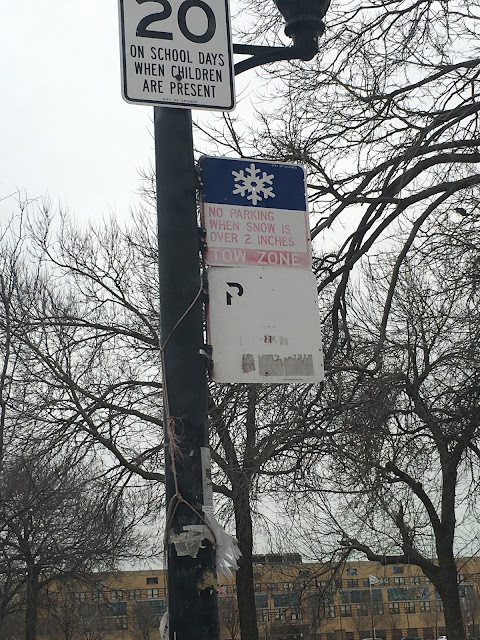 20
ON SCHOOL DAYS
WHEN CHILDREN
ARE PRESENT
NO PARKING
WHEN SNOW IS
OVER 2 INCHES
TOW ZONE
P